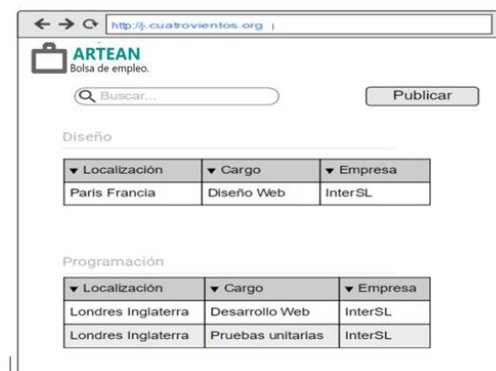 http://j.cuatrovientos.org
ARTEAN
Bolsa de empleo.
Buscar...
Publicar
Diseño
Localización Cargo Empresa
Paris Francia Diseño Web InterSL
Programación
Localización Cargo Empresa
Londres Inglaterra Desarrollo Web InterSL
Londres Inglaterra Pruebas unitarias InterSL